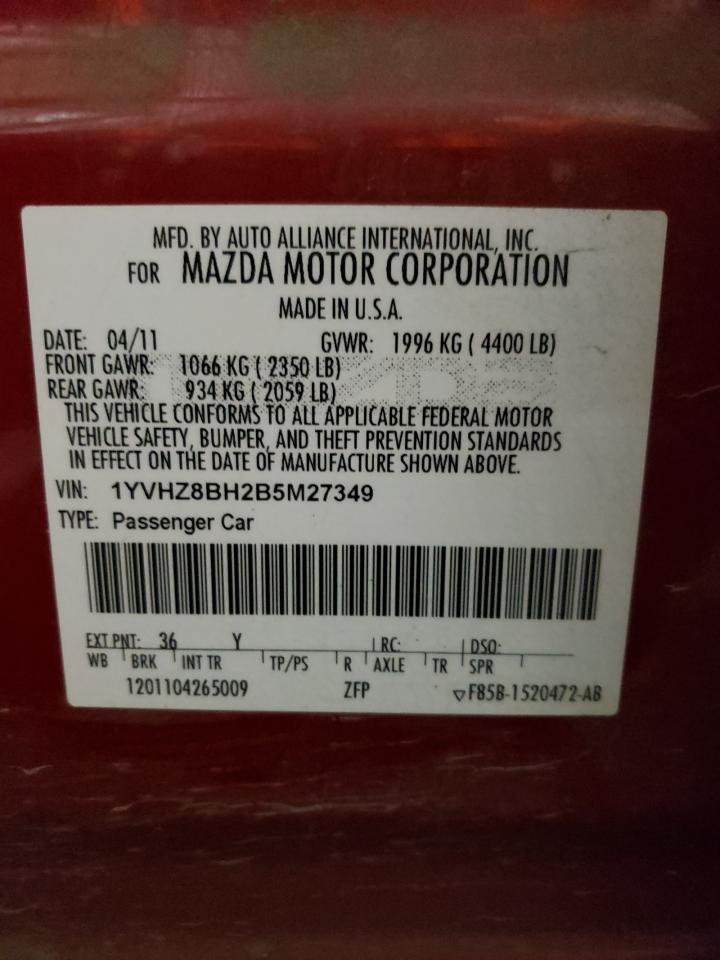 MFD. BY AUTO ALLIANCE INTERNATIONAL, INC.
FOR MAZDA MOTOR CORPORATION
MADE IN U.S.A.
DATE: 04/11 GVWR: 1996 KG ( 4400 LB)
FRONT GAWR: 1066 KG ( 2350 LB)
REAR GAWR: 934 KG ( 2059 LB)
THIS VEHICLE CONFORMS TO ALL APPLICABLE FEDERAL MOTOR
VEHICLE SAFETY, BUMPER, AND THEFT PREVENTION STANDARDS
IN EFFECT ON THE DATE OF MANUFACTURE SHOWN ABOVE.
VIN: 1YVHZ8BH2B5M27349
TYPE: Passenger Car
EXT PNT: 36 Y RC: DSO:
WB BRK INT TR TP/PS R AXLE TR SPR
1201104265009 ZFP ▽F85B-1520472-AB